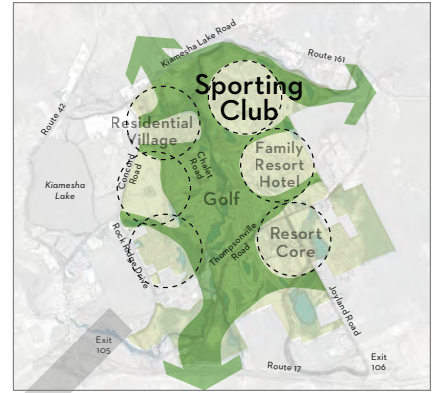 Kiamesha Lake Road
Route 161
Sporting
Club
Route 42
Residential
Village
Family
Resort
Hotel
Chalet
Road
Concord
Road
Kiamesha
Lake
Golf
Resort
Core
Thompsonville
Road
Rock Ridge Drive
Joyland Road
Exit
105
Route 17
Exit
106